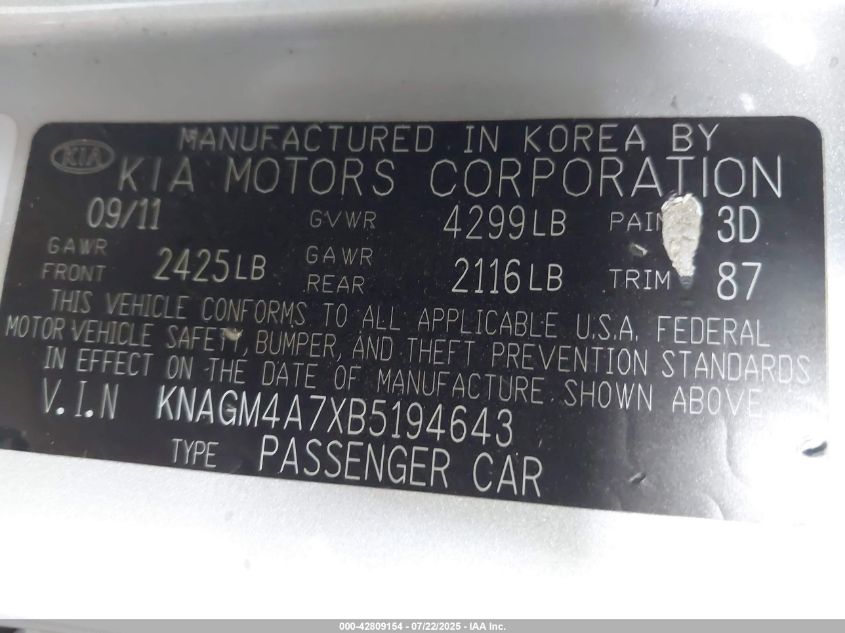 KIA
MANUFACTURED IN KOREA BY
KIA MOTORS CORPORATION
09/11 GVWR 4299LB PAIN 3D
GAWR FRONT 2425LB GAWR REAR 2116LB TRIM 87
THIS VEHICLE CONFORMS TO ALL APPLICABLE U.S.A. FEDERAL
MOTOR VEHICLE SAFETY, BUMPER, AND THEFT PREVENTION STANDARDS
IN EFFECT ON THE DATE OF MANUFACTURE SHOWN ABOVE
V.I.N KNAGM4A7XB5194643
TYPE PASSENGER CAR
000-42809154 - 07/22/2025 - IAA Inc.